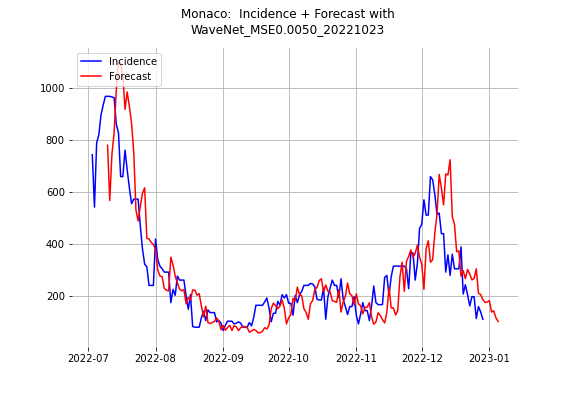 Monaco:  Incidence + Forecast with
WaveNet_MSE0.0050_20221023
Incidence
Forecast
1000
800
600
400
200
2022-07 2022-08 2022-09 2022-10 2022-11 2022-12 2023-01